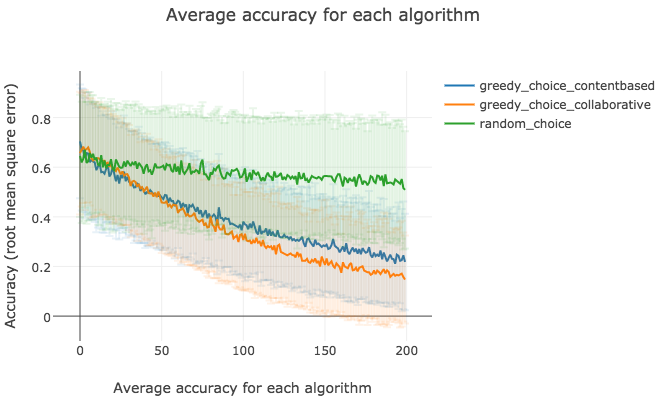 Average accuracy for each algorithm
greedy_choice_contentbased
greedy_choice_collaborative
random_choice
Accuracy (root mean square error)
0.8
0.6
0.4
0.2
0
0
50
100
150
200
Average accuracy for each algorithm